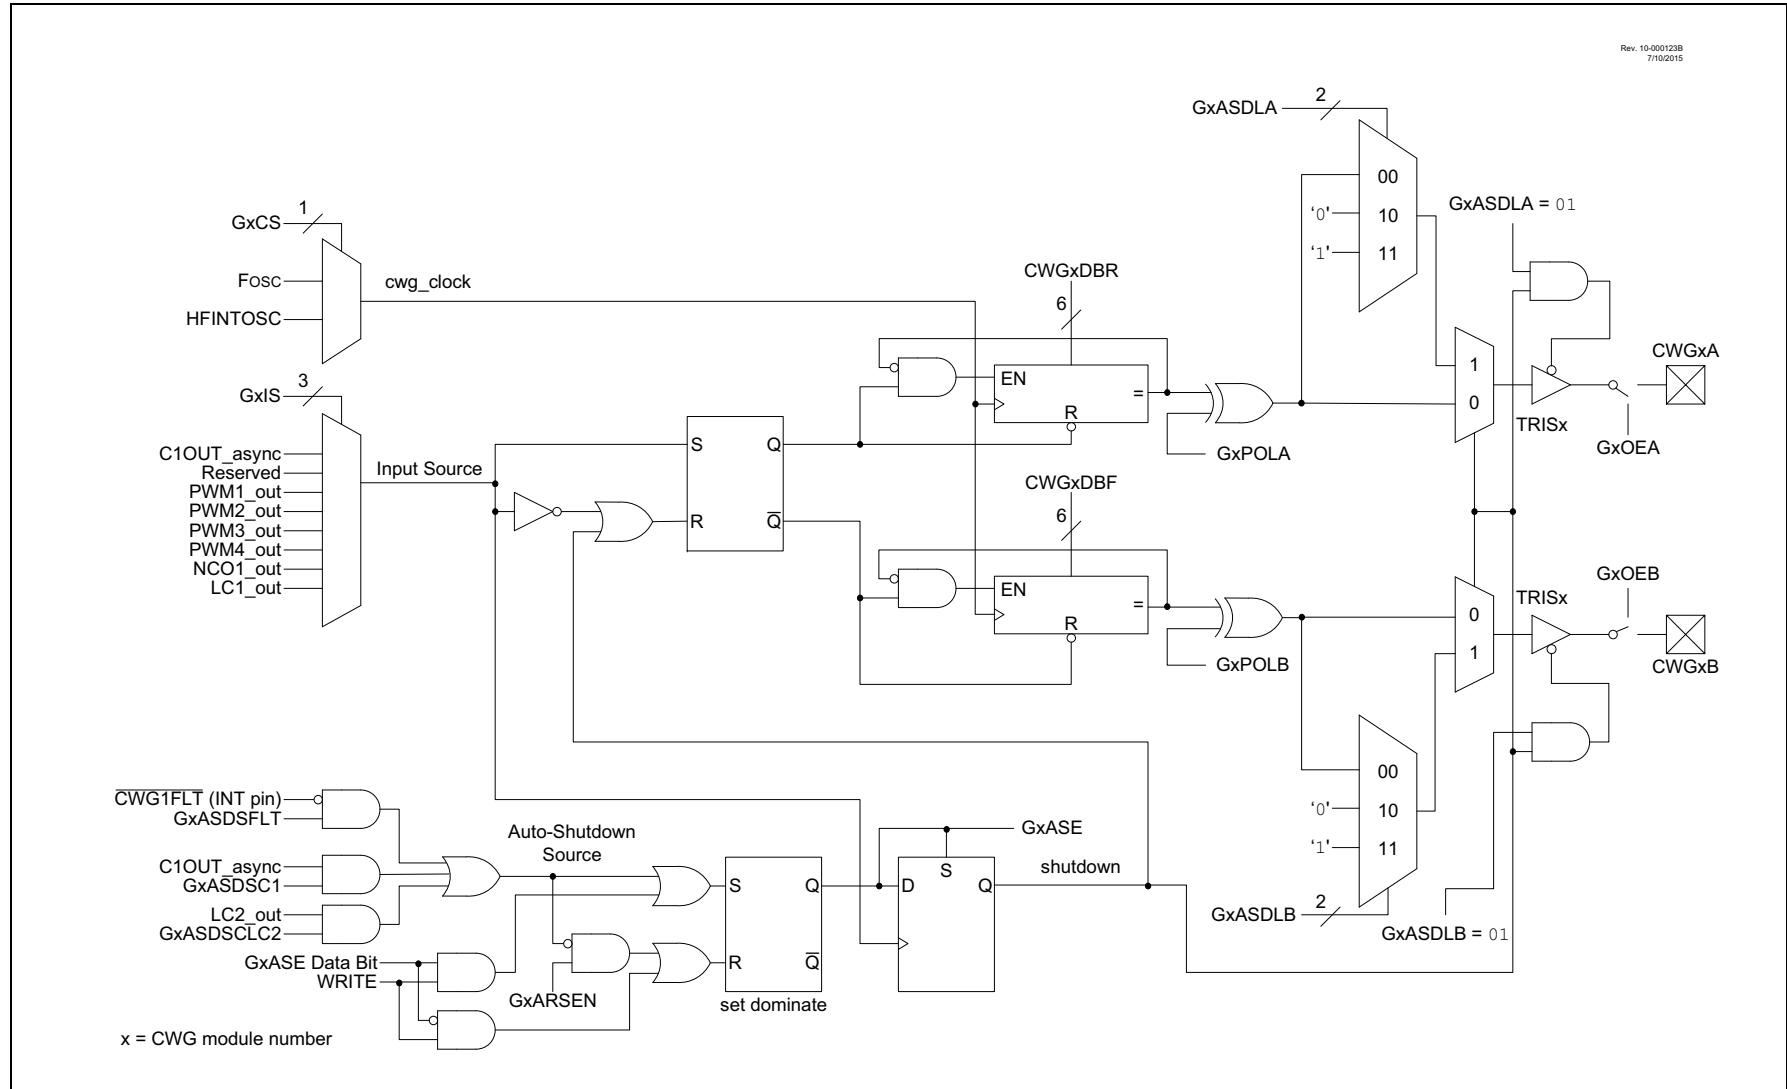 Rev. 10-000123B
7/10/2015
GxASDLA
2
00
'0'
10
'1'
11
GxASDLA = 01
GxCS
1
FOSC
HFINTOSC
cwg_clock
CWGxDBR
6
EN
=
R
GxPOLA
1
0
TRISx
CWGxA
GxOEA
GxIS
3
C1OUT_async
Reserved
PWM1_out
PWM2_out
PWM3_out
PWM4_out
NCO1_out
LC1_out
Input Source
S
Q
R
Q
CWGxDBF
6
EN
=
R
GxPOLB
0
1
TRISx
GxOEB
CWGxB
00
'0'
10
'1'
11
GxASDLB
2
GxASDLB = 01
CWG1FLT (INT pin)
GxASDSFLT
C1OUT_async
GxASDSC1
LC2_out
GxASDSCLC2
GxASE Data Bit
WRITE
Auto-Shutdown
Source
GxARSEN
S
Q
R
Q
set dominate
GxASE
S
D
Q
shutdown
x = CWG module number